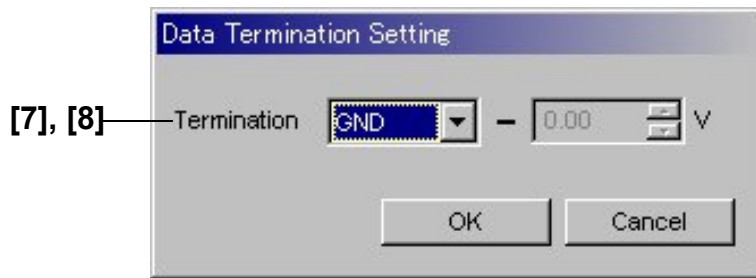 Data Termination Setting
[7], [8] Termination GND – 0.00 V
OK Cancel